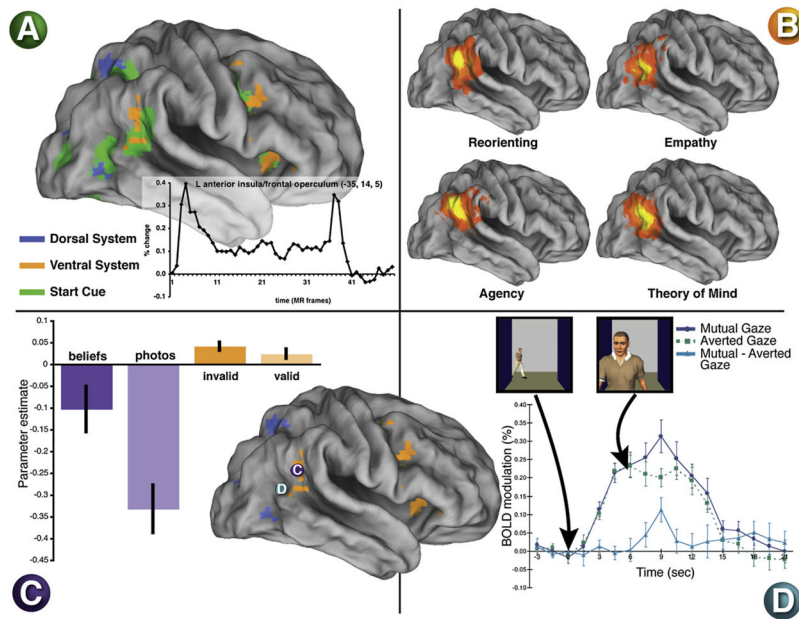 A
L anterior insula/frontal operculum (-35, 14, 5)
% change
0.4
0.3
0.2
0.1
0.0
-0.1
1
11
21
31
41
time (MR frames)
Dorsal System
Ventral System
Start Cue
B
Reorienting
Empathy
Agency
Theory of Mind
C
Parameter estimate
0.1
0.05
0
-0.05
-0.1
-0.15
-0.2
-0.25
-0.3
-0.35
-0.4
-0.45
beliefs
photos
invalid
valid
C
D
D
Mutual Gaze
Averted Gaze
Mutual - Averted
Gaze
BOLD modulation (%)
0.40
0.35
0.30
0.25
0.20
0.15
0.10
0.05
0.00
-0.05
-0.10
-3
0
3
6
9
12
15
18
21
Time (sec)